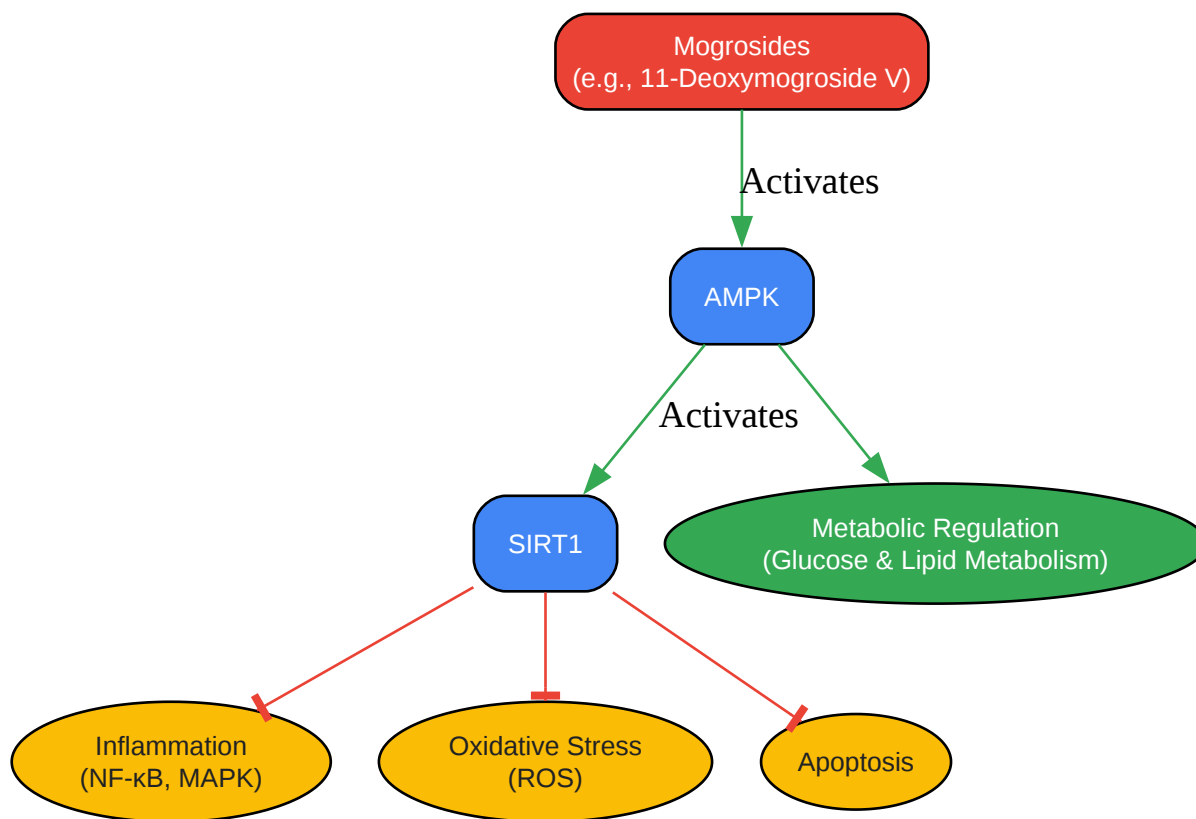 Mogrosides
(e.g., 11-Deoxymogroside V)
Activates
AMPK
Activates
SIRT1
Metabolic Regulation
(Glucose & Lipid Metabolism)
Inflammation
(NF-κB, MAPK)
Oxidative Stress
(ROS)
Apoptosis